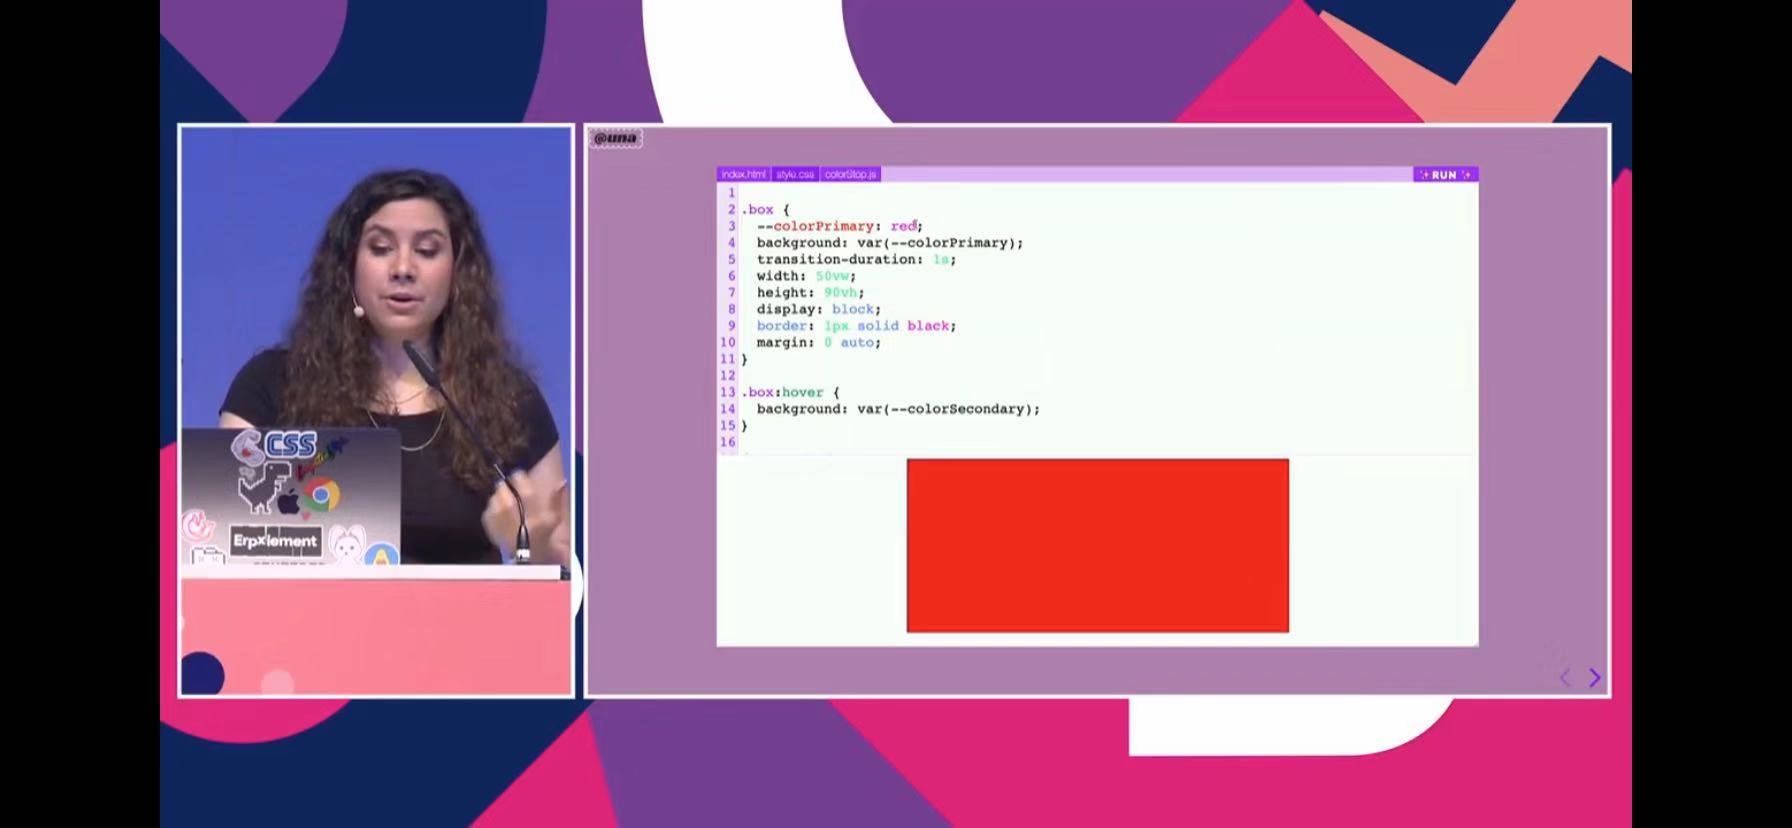 @una
index.html style.css colorStop.js
RUN
1
2 .box {
3 --colorPrimary: red;
4 background: var(--colorPrimary);
5 transition-duration: 1s;
6 width: 50vw;
7 height: 90vh;
8 display: block;
9 border: 1px solid black;
10 margin: 0 auto;
11 }
12
13 .box:hover {
14 background: var(--colorSecondary);
15 }
16
CSS